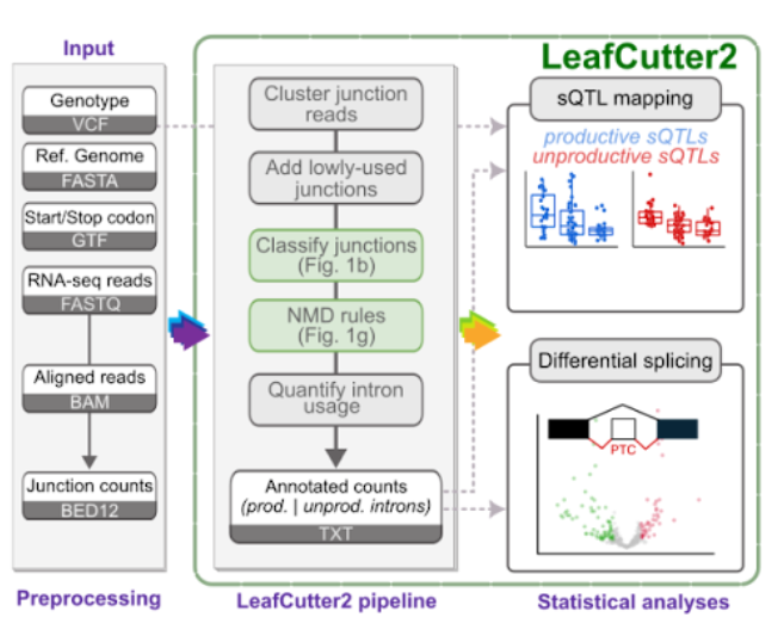 Input
Genotype
VCF
Ref. Genome
FASTA
Start/Stop codon
GTF
RNA-seq reads
FASTQ
Aligned reads
BAM
Junction counts
BED12
Preprocessing
LeafCutter2
Cluster junction
reads
Add lowly-used
junctions
Classify junctions
(Fig. 1b)
NMD rules
(Fig. 1g)
Quantify intron
usage
Annotated counts
(prod. | unprod. introns)
TXT
LeafCutter2 pipeline
sQTL mapping
productive sQTLs
unproductive sQTLs
Differential splicing
PTC
Statistical analyses